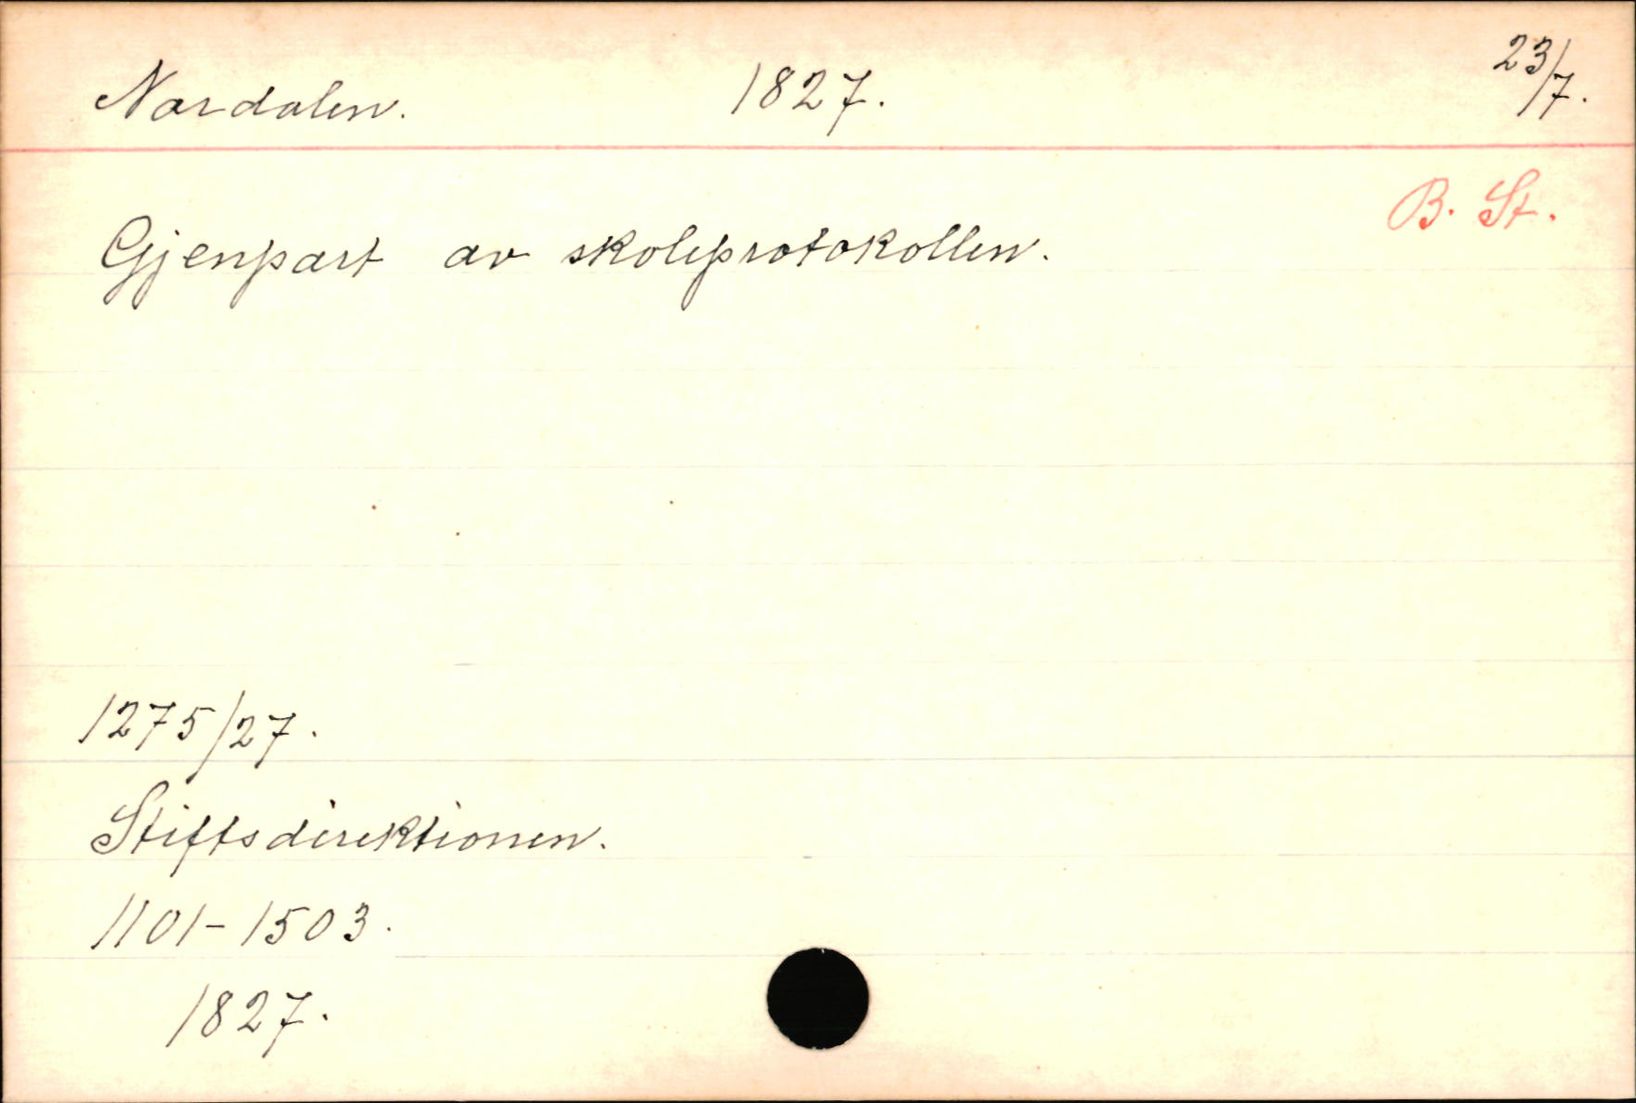 Nordalen. 1827. 23/7.
B. St.
Gjenpart av skoleprotokollen.
1275/27.
Stiftsdirektionen.
1101-1503.
1827.